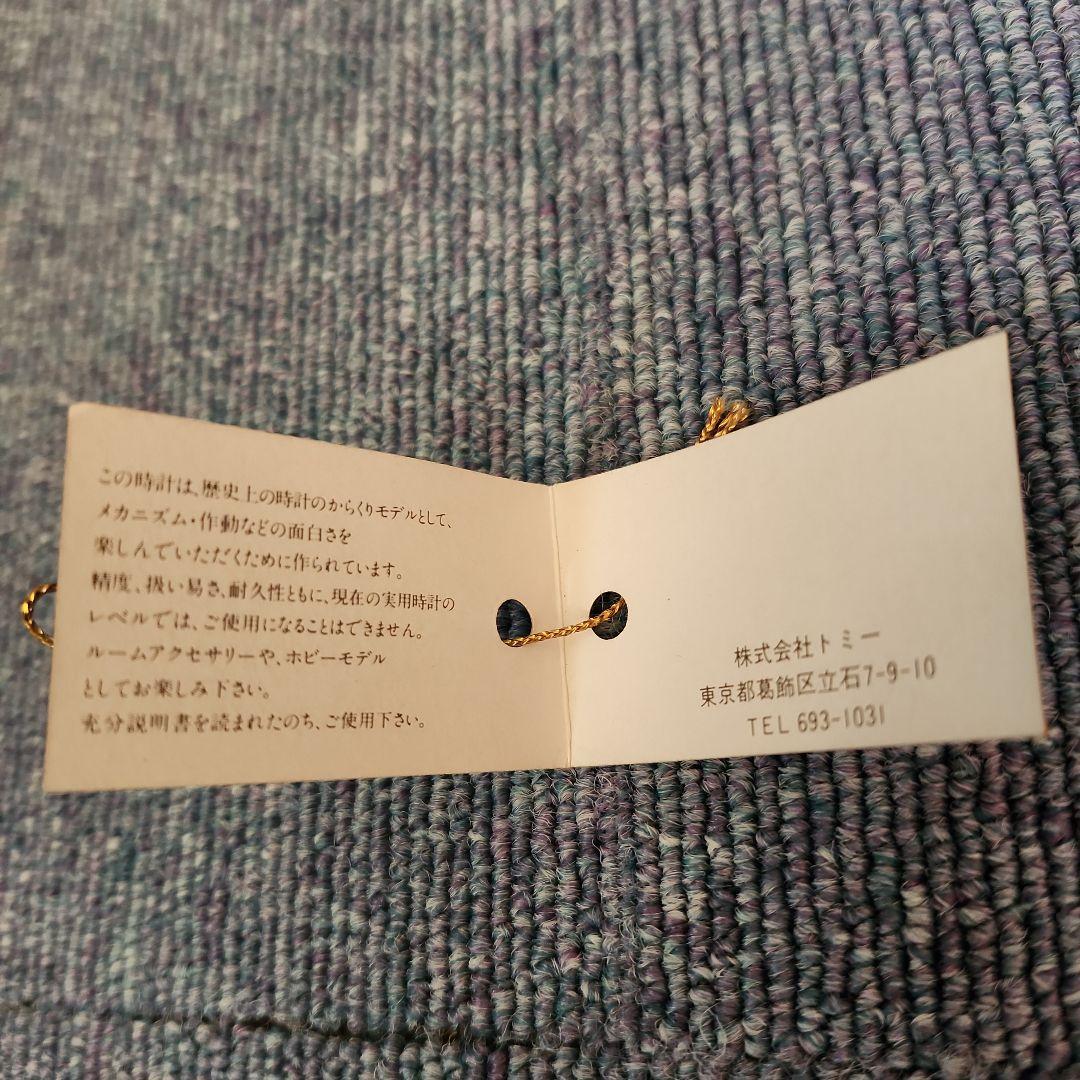 この時計は、歴史上の時計のからくりモデルとして、
メカニズム・作動などの面白さを
楽しんでいただくために作られています。
精度、扱い易さ、耐久性ともに、現在の実用時計の
レベルでは、ご使用になることはできません。
ルームアクセサリーや、ホビーモデル
としてお楽しみ下さい。
充分説明書を読まれたのち、ご使用下さい。
株式会社トミー
東京都葛飾区立石7-9-10
TEL 693-1031